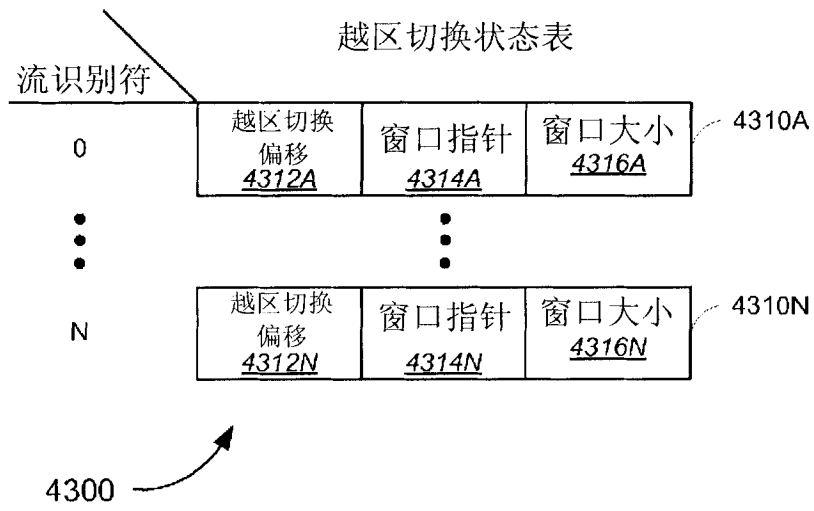 越区切换状态表
流识别符
0
越区切换
偏移
4312A
窗口指针
4314A
窗口大小
4316A
4310A
N
越区切换
偏移
4312N
窗口指针
4314N
窗口大小
4316N
4310N
4300